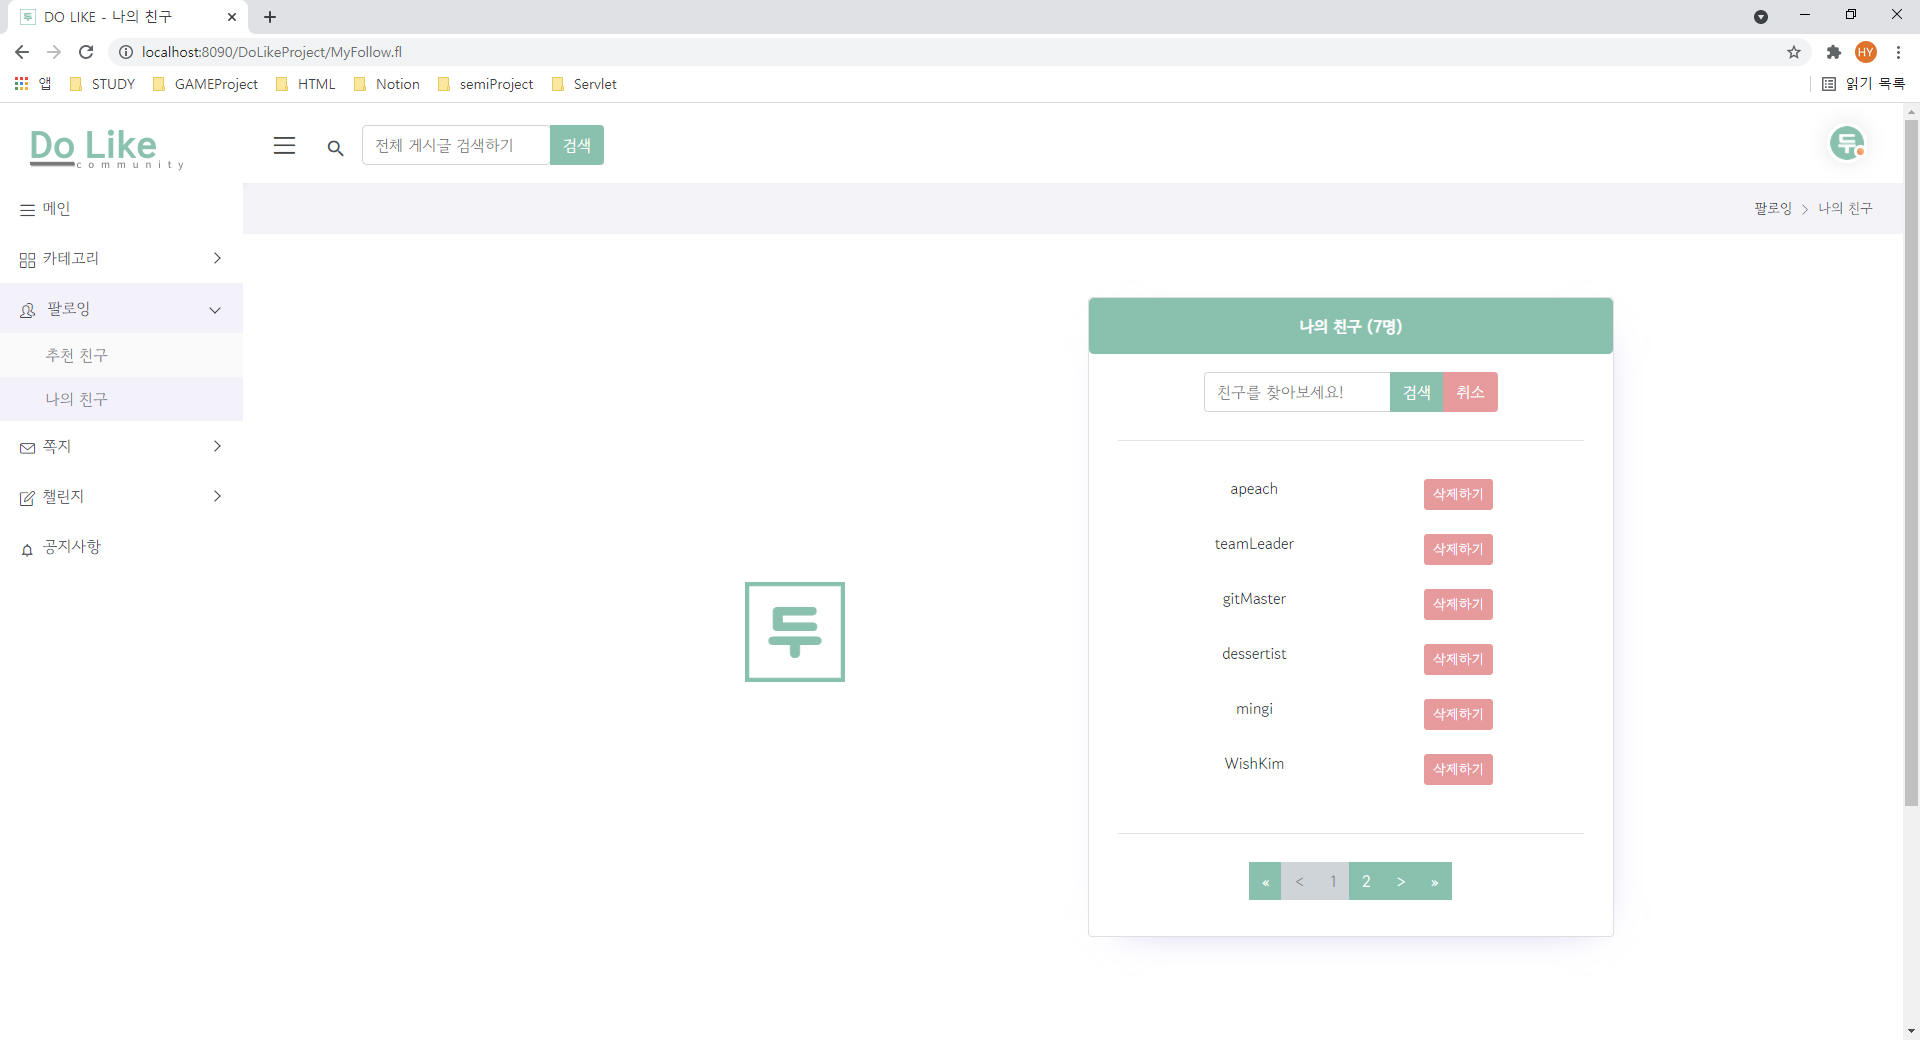 DO LIKE - 나의 친구
localhost:8090/DoLikeProject/MyFollow.fl
HY
앱 STUDY GAMEProject HTML Notion semiProject Servlet 읽기 목록
Do Like
community
전체 게시글 검색하기 검색
두
메인
팔로잉 > 나의 친구
카테고리
팔로잉
추천 친구
나의 친구
쪽지
챌린지
공지사항
두
나의 친구 (7명)
친구를 찾아보세요! 검색 취소
apeach 삭제하기
teamLeader 삭제하기
gitMaster 삭제하기
dessertist 삭제하기
mingi 삭제하기
WishKim 삭제하기
« < 1 2 > »